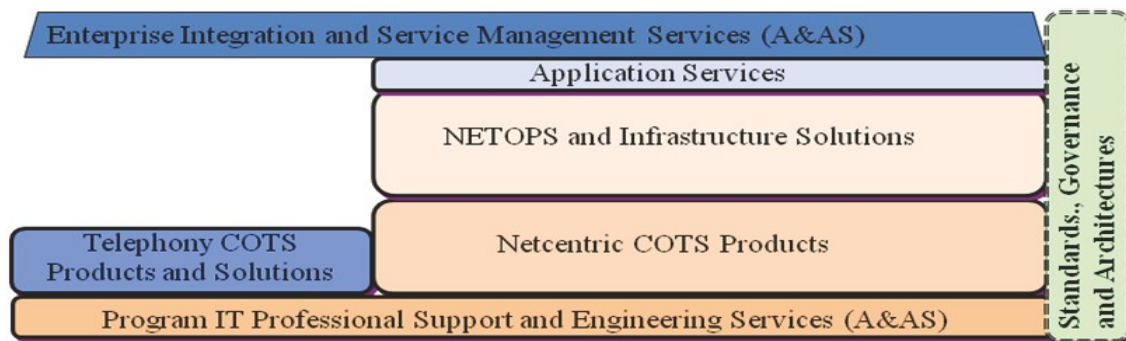 Enterprise Integration and Service Management Services (A&AS)
Application Services
NETOPS and Infrastructure Solutions
Telephony COTS
Products and Solutions
Netcentric COTS Products
Program IT Professional Support and Engineering Services (A&AS)
Standards., Governance
and Architectures